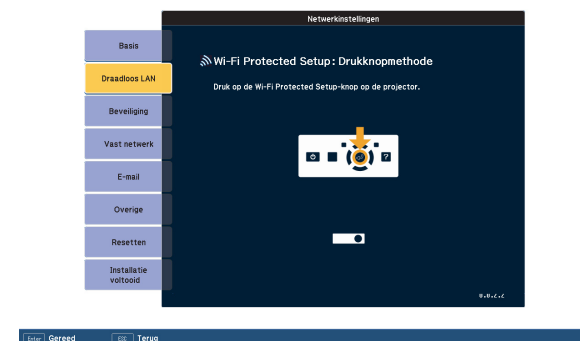 Netwerkinstellingen
Basis
Draadloos LAN
Beveiliging
Vast netwerk
E-mail
Overige
Resetten
Installatie
voltooid
Wi-Fi Protected Setup : Drukknopmethode
Druk op de Wi-Fi Protected Setup-knop op de projector.
?
Enter Gereed
ESC Terug